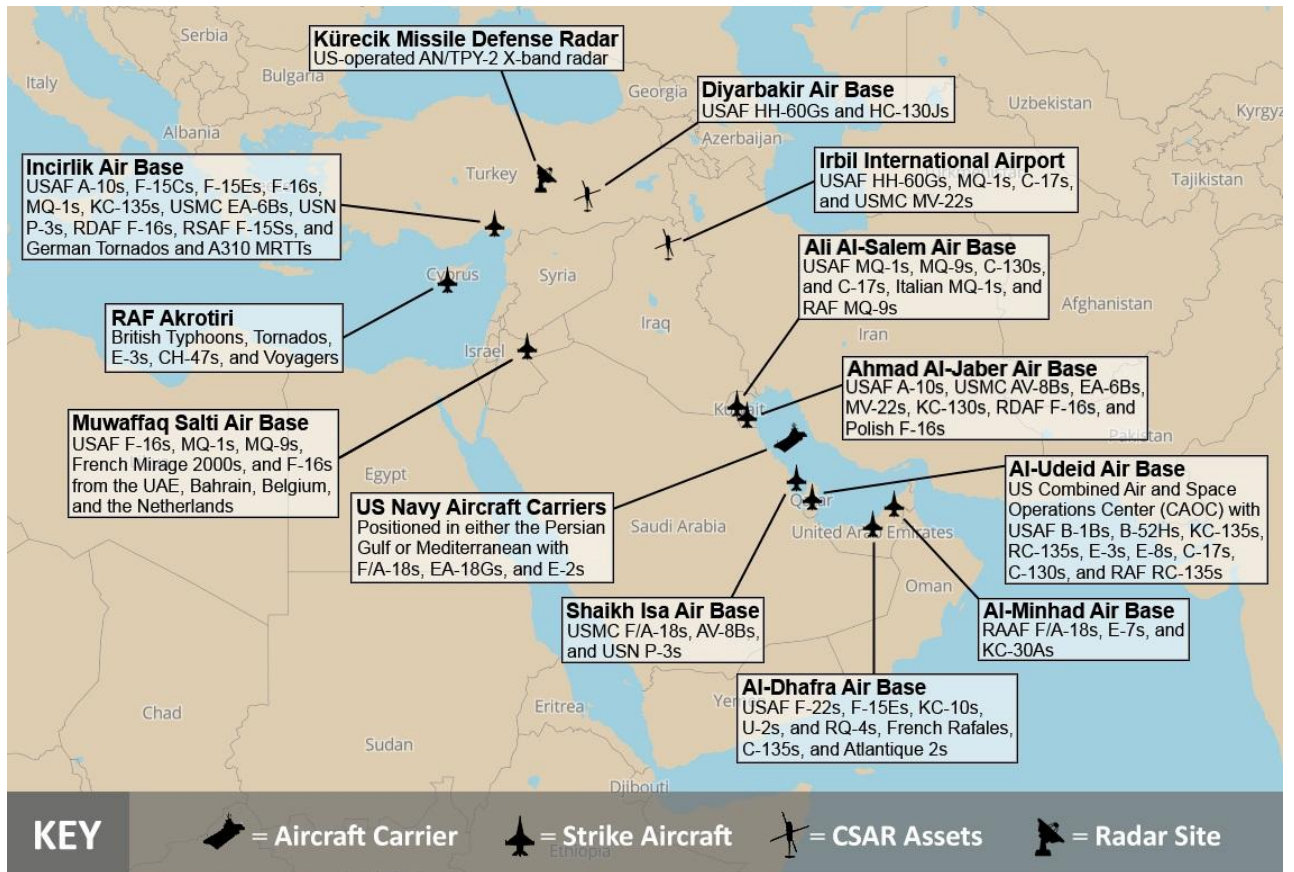 Serbia
Italy
Bulgaria
Albania
Georgia
Azerbaijan
Uzbekistan
Kyrgyz
Tajikistan
Turkey
Cyprus
Syria
Israel
Iraq
Iran
Afghanistan
Pakistan
Kuwait
Egypt
Saudi Arabia
Qatar
United Arab Emirates
Oman
Yemen
Eritrea
Chad
Sudan
Djibouti
Ethiopia
Kürecik Missile Defense Radar
US-operated AN/TPY-2 X-band radar
Diyarbakir Air Base
USAF HH-60Gs and HC-130Js
Incirlik Air Base
USAF A-10s, F-15Cs, F-15Es, F-16s,
MQ-1s, KC-135s, USMC EA-6Bs, USN
P-3s, RDAF F-16s, RSAF F-15Ss, and
German Tornados and A310 MRTTs
Irbil International Airport
USAF HH-60Gs, MQ-1s, C-17s,
and USMC MV-22s
Ali Al-Salem Air Base
USAF MQ-1s, MQ-9s, C-130s,
and C-17s, Italian MQ-1s, and
RAF MQ-9s
RAF Akrotiri
British Typhoons, Tornados,
E-3s, CH-47s, and Voyagers
Ahmad Al-Jaber Air Base
USAF A-10s, USMC AV-8Bs, EA-6Bs,
MV-22s, KC-130s, RDAF F-16s, and
Polish F-16s
Muwaffaq Salti Air Base
USAF F-16s, MQ-1s, MQ-9s,
French Mirage 2000s, and F-16s
from the UAE, Bahrain, Belgium,
and the Netherlands
Al-Udeid Air Base
US Combined Air and Space
Operations Center (CAOC) with
USAF B-1Bs, B-52Hs, KC-135s,
RC-135s, E-3s, E-8s, C-17s,
C-130s, and RAF RC-135s
US Navy Aircraft Carriers
Positioned in either the Persian
Gulf or Mediterranean with
F/A-18s, EA-18Gs, and E-2s
Shaikh Isa Air Base
USMC F/A-18s, AV-8Bs,
and USN P-3s
Al-Minhad Air Base
RAAF F/A-18s, E-7s, and
KC-30As
Al-Dhafra Air Base
USAF F-22s, F-15Es, KC-10s,
U-2s, and RQ-4s, French Rafales,
C-135s, and Atlantique 2s
KEY
= Aircraft Carrier
= Strike Aircraft
= CSAR Assets
= Radar Site